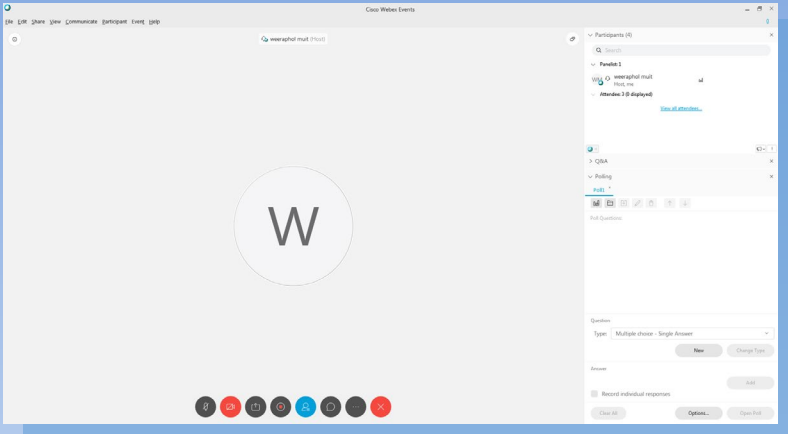 Cisco Webex Events
File Edit Share View Communicate Participant Event Help
weeraphol muit (Host)
W
Participants (4)
Search
Panelist: 1
WM
weeraphol muit
Host, me
Attendee: 3 (0 displayed)
View all attendees...
Q&A
Polling
Poll1
Poll Questions:
Question
Type: Multiple choice - Single Answer
New Change Type
Answer
Add
Record individual responses
Clear All Options... Open Poll